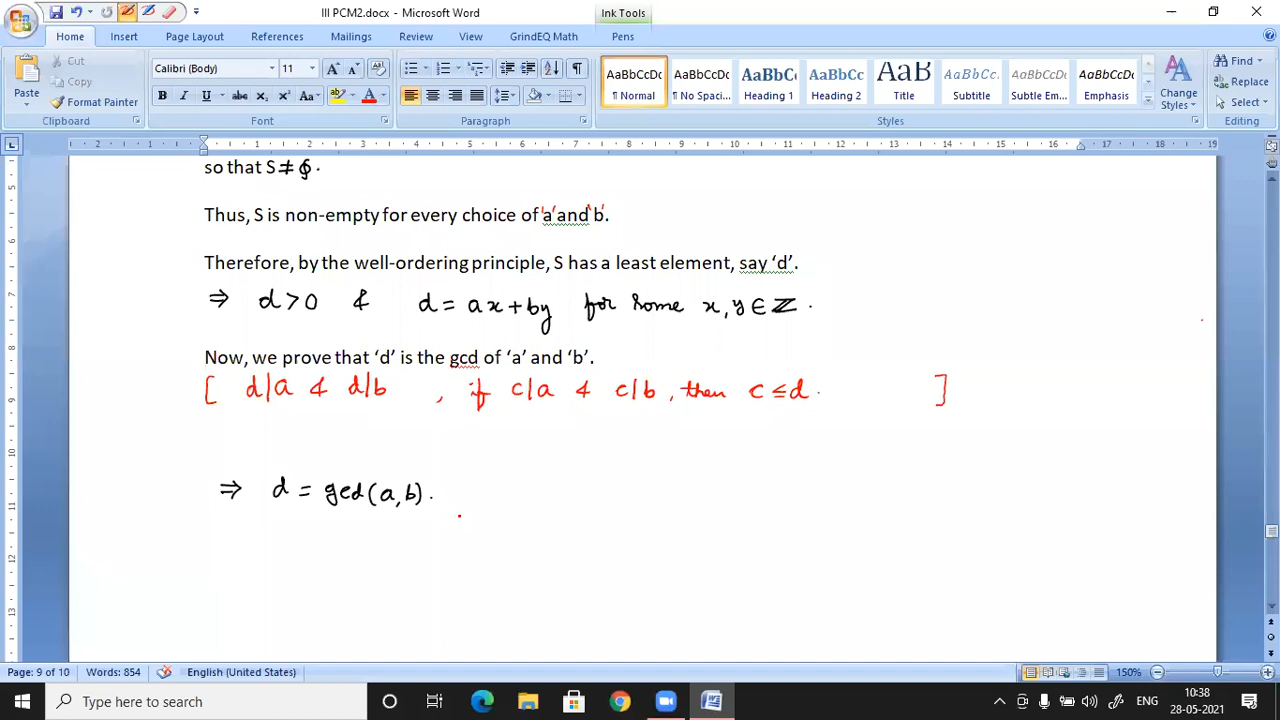 III PCM2.docx - Microsoft Word
Ink Tools
Home Insert Page Layout References Mailings Review View GrindEQ Math Pens
Paste
Cut
Copy
Format Painter
Clipboard
Calibri (Body) 11
Font
Paragraph
AaBbCcDc AaBbCcDc AaBbCc AaBbCc AaB AaBbCc. AaBbCcDc AaBbCcDc
¶ Normal ¶ No Spaci... Heading 1 Heading 2 Title Subtitle Subtle Em... Emphasis
Change Styles
Styles
Find
Replace
Select
Editing
so that S ≠ ∮.
Thus, S is non-empty for every choice of 'a'and'b'.
Therefore, by the well-ordering principle, S has a least element, say ‘d’.
⇒ d > 0 & d = ax + by for some x, y ∈ ℤ.
Now, we prove that ‘d’ is the gcd of ‘a’ and ‘b’.
[ d|a & d|b , if c|a & c|b, then c ≤ d. ]
⇒ d = gcd(a, b).
Page: 9 of 10 Words: 854 English (United States) 150%
Type here to search
ENG
10:38
28-05-2021